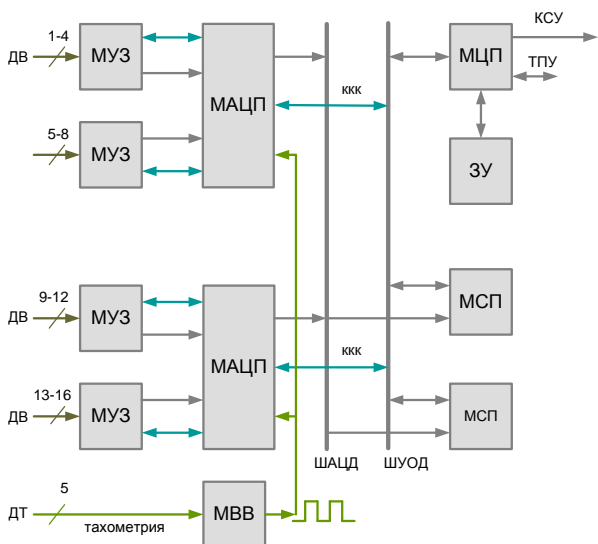 1-4
КСУ
ДВ
МУЗ
МАЦП
МЦП
ТПУ
ккк
5-8
МУЗ
ЗУ
9-12
ДВ
МУЗ
МАЦП
МСП
ккк
13-16
ДВ
МУЗ
МСП
ШАЦД
ШУОД
5
ДТ
тахометрия
МВВ